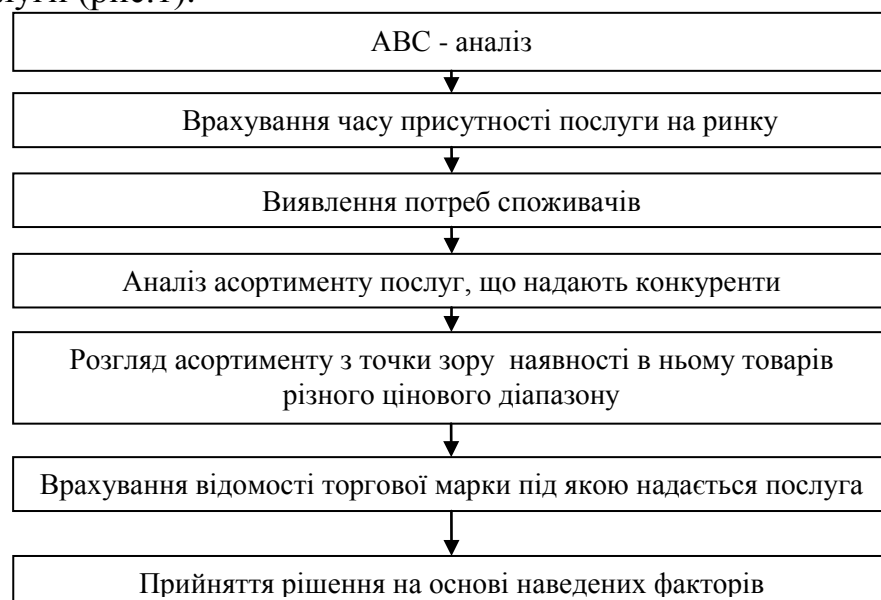 (рис.1).
АВС - аналіз
Врахування часу присутності послуги на ринку
Виявлення потреб споживачів
Аналіз асортименту послуг, що надають конкуренти
Розгляд асортименту з точки зору наявності в ньому товарів
різного цінового діапазону
Врахування відомості торгової марки під якою надається послуга
Прийняття рішення на основі наведених факторів